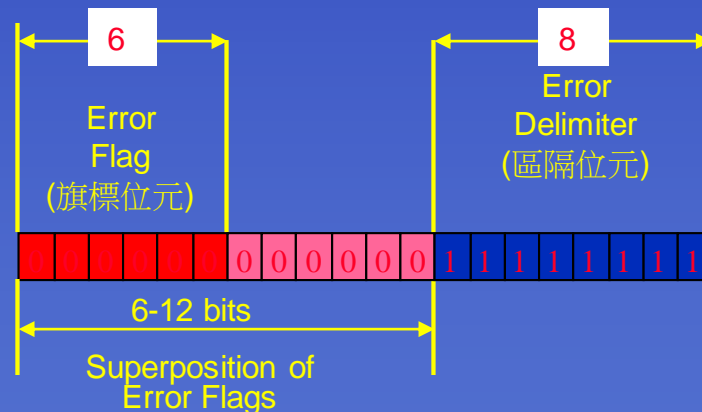 6
8
Error
Flag
(旗標位元)
Error
Delimiter
(區隔位元)
0 0 0 0 0 0 0 0 0 0 0 0 1 1 1 1 1 1 1 1
6-12 bits
Superposition of
Error Flags